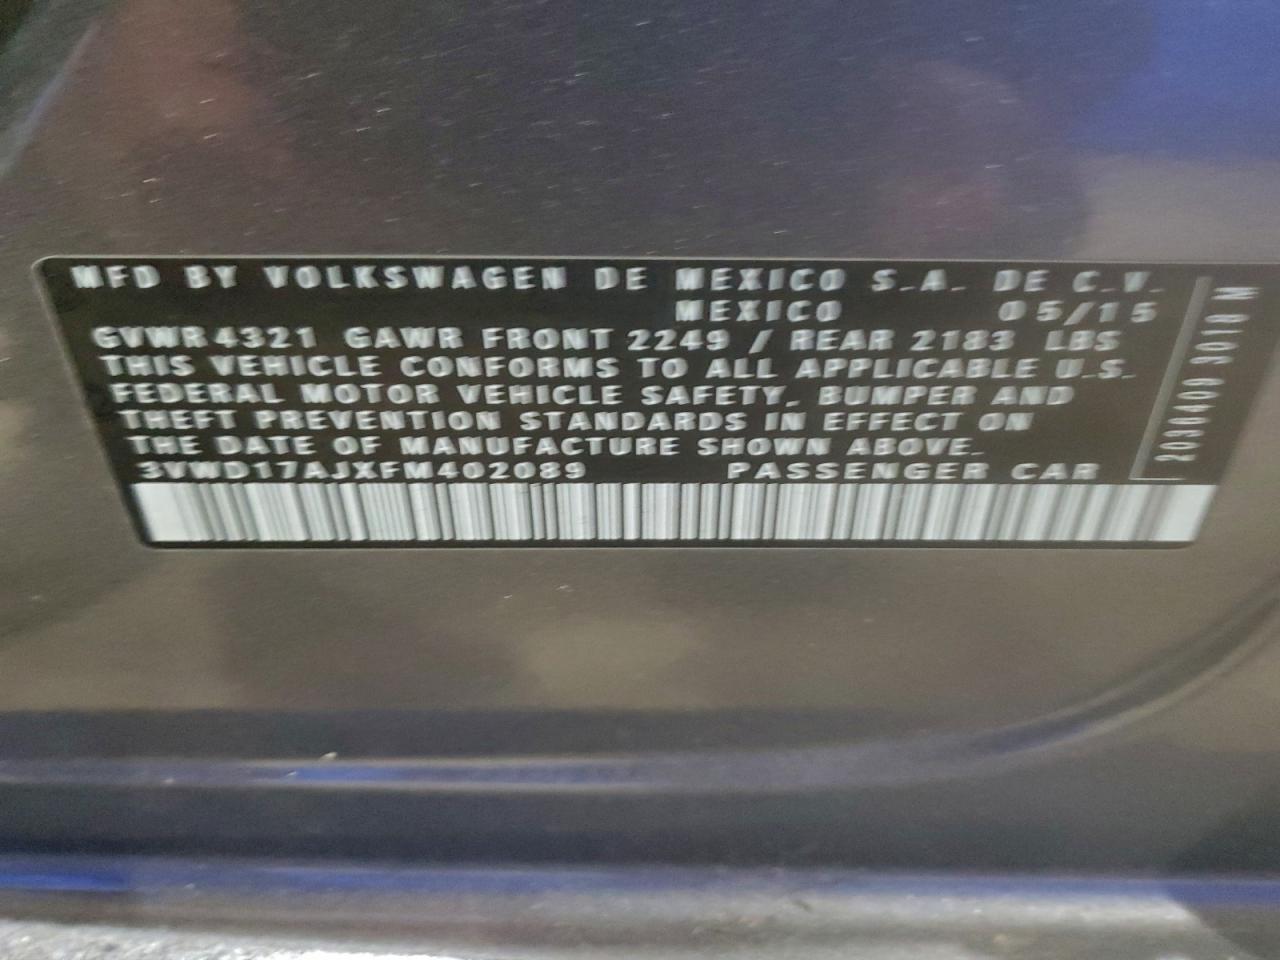 MFD BY VOLKSWAGEN DE MEXICO S.A. DE C.V.
MEXICO 05/15
GVWR 4321 GAWR FRONT 2249 / REAR 2183 LBS
THIS VEHICLE CONFORMS TO ALL APPLICABLE U.S.
FEDERAL MOTOR VEHICLE SAFETY, BUMPER AND
THEFT PREVENTION STANDARDS IN EFFECT ON
THE DATE OF MANUFACTURE SHOWN ABOVE.
3VWD17AJXFM402089 PASSENGER CAR
2036409 3018 M